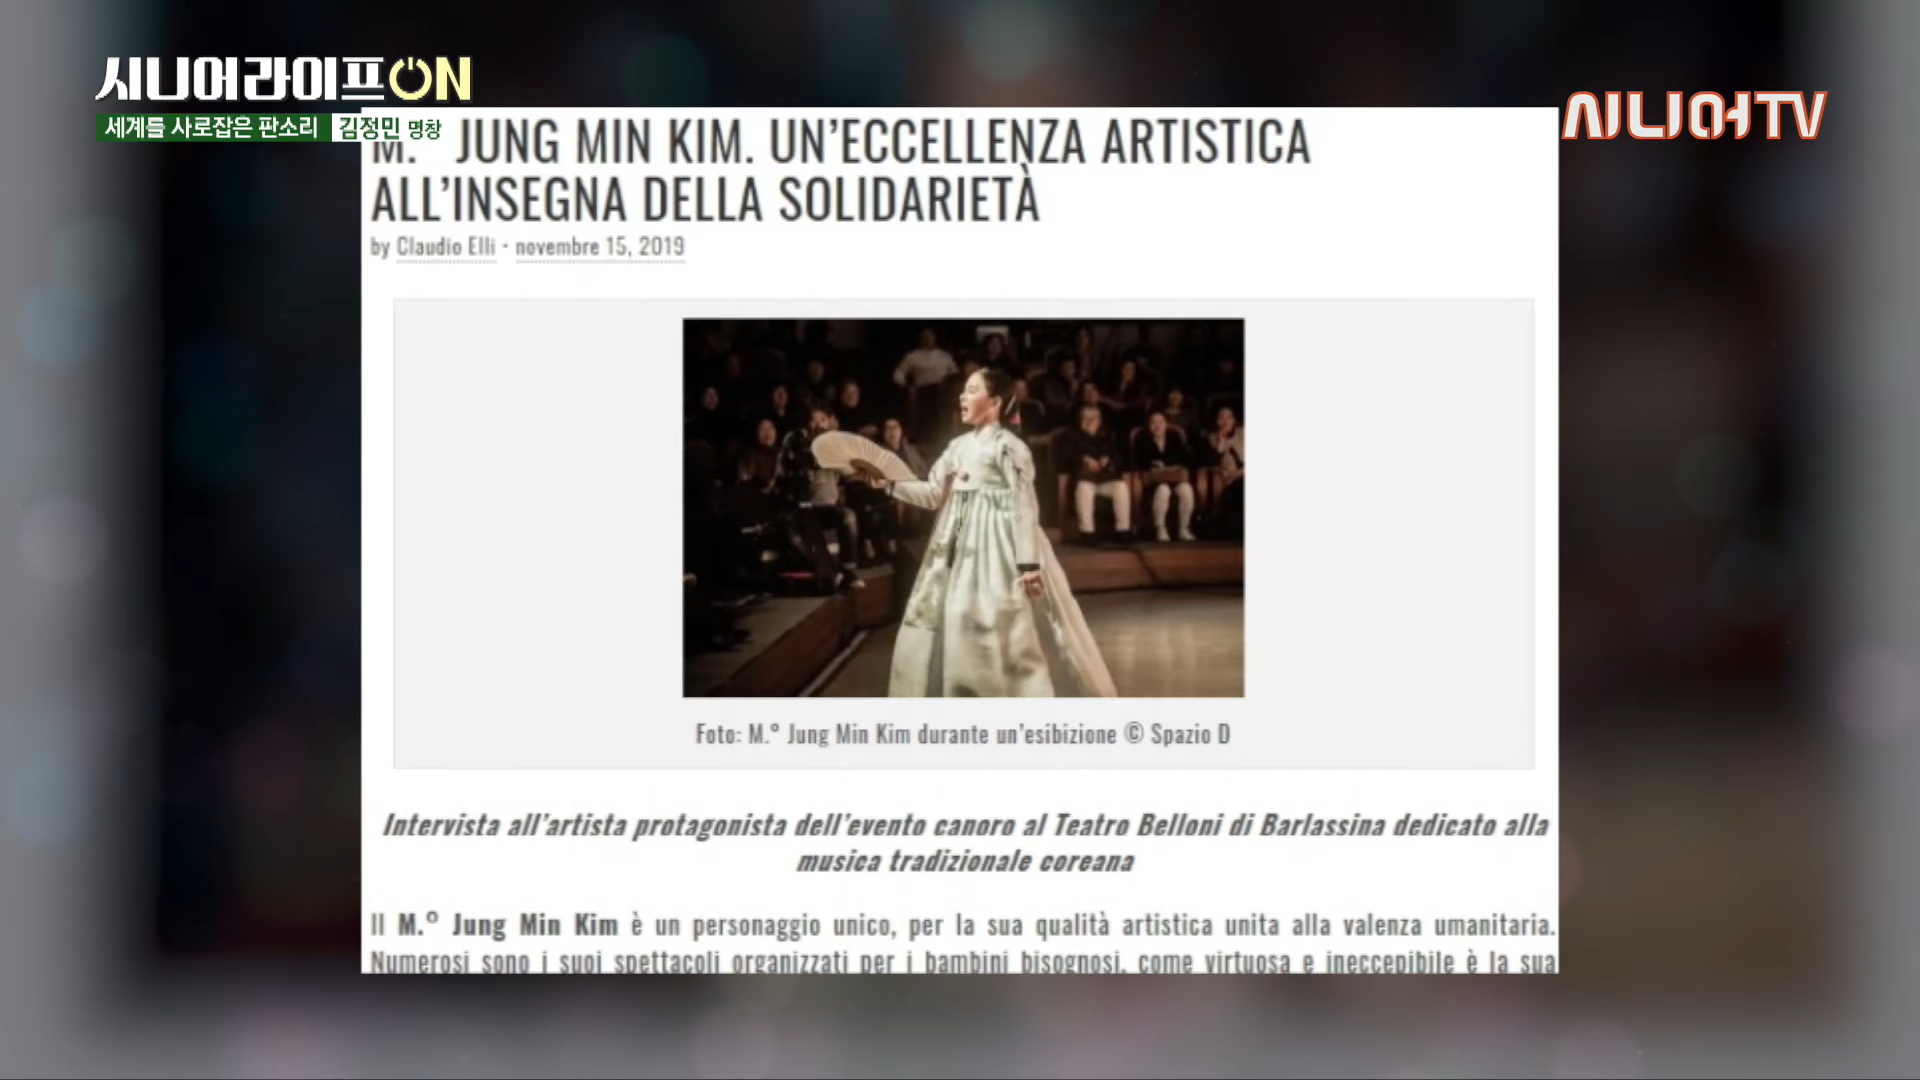 시니어라이프ON
세계를 사로잡은 판소리 김정민 명창
시니어TV
M.° JUNG MIN KIM. UN'ECCELLENZA ARTISTICA
ALL'INSEGNA DELLA SOLIDARIETÀ
by Claudio Elli - novembre 15, 2019
Foto: M.° Jung Min Kim durante un'esibizione © Spazio D
Intervista all'artista protagonista dell'evento canoro al Teatro Belloni di Barlassina dedicato alla
musica tradizionale coreana
Il M.° Jung Min Kim è un personaggio unico, per la sua qualità artistica unita alla valenza umanitaria.
Numerosi sono i suoi spettacoli organizzati per i bambini bisognosi, come virtuosa e ineccepibile è la sua